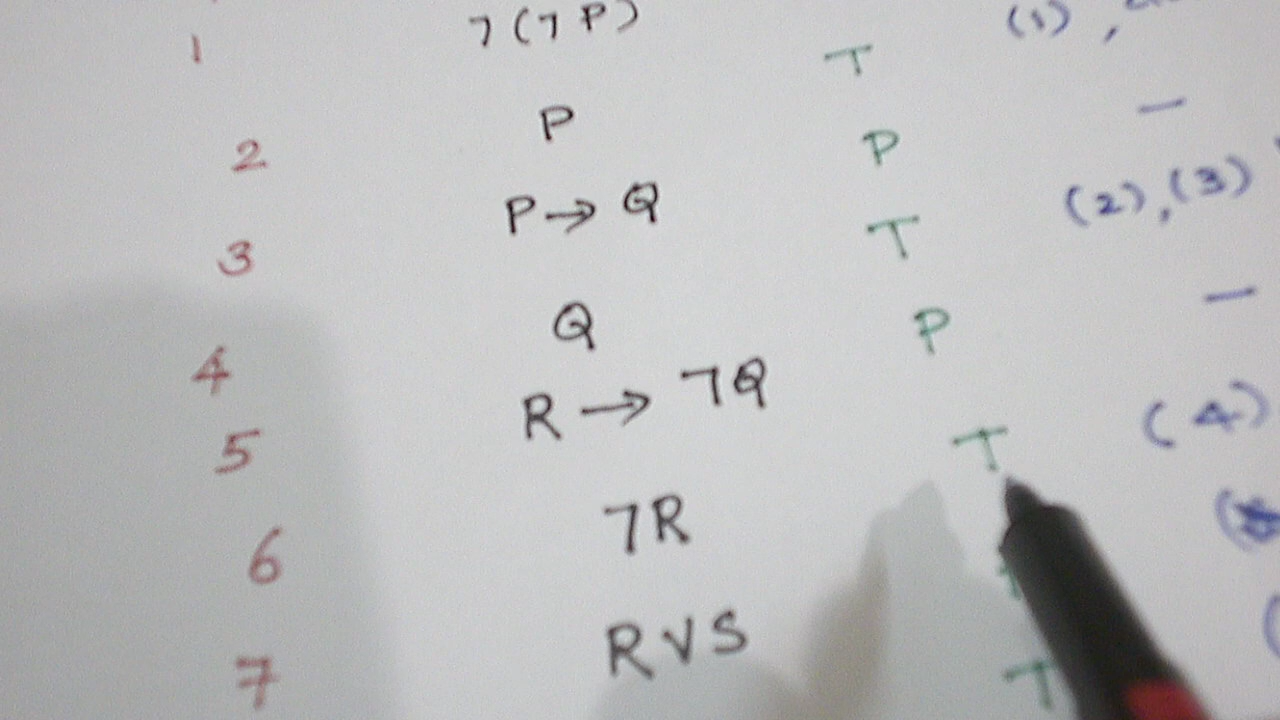 1 ¬(¬P) T (1),
2 P P —
3 P → Q T (2),(3)
4 Q P —
5 R → ¬Q T (4)
6 ¬R
7 R V S T